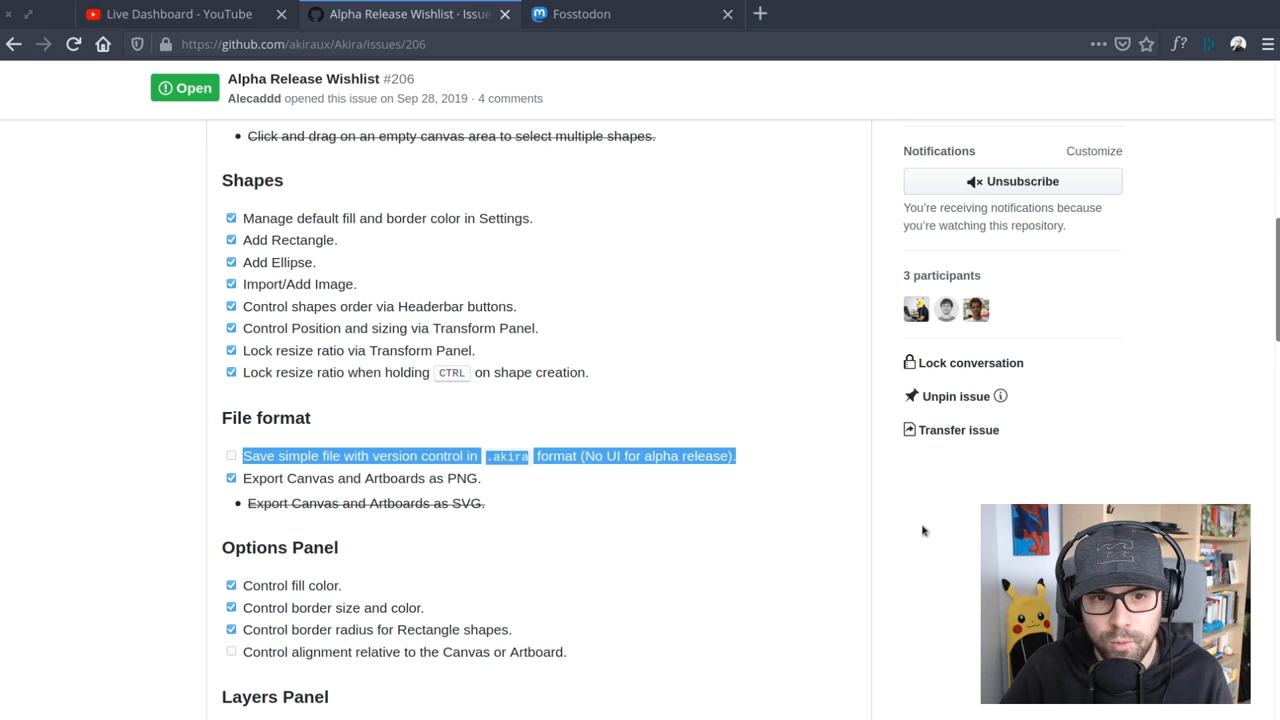 Live Dashboard - YouTube
Alpha Release Wishlist · Issue
Fosstodon
https://github.com/akiraux/Akira/issues/206
Open
Alpha Release Wishlist #206
Alecaddd opened this issue on Sep 28, 2019 · 4 comments
Click and drag on an empty canvas area to select multiple shapes.
Shapes
Manage default fill and border color in Settings.
Add Rectangle.
Add Ellipse.
Import/Add Image.
Control shapes order via Headerbar buttons.
Control Position and sizing via Transform Panel.
Lock resize ratio via Transform Panel.
Lock resize ratio when holding CTRL on shape creation.
File format
Save simple file with version control in .akira format (No UI for alpha release).
Export Canvas and Artboards as PNG.
Export Canvas and Artboards as SVG.
Options Panel
Control fill color.
Control border size and color.
Control border radius for Rectangle shapes.
Control alignment relative to the Canvas or Artboard.
Layers Panel
Notifications
Customize
Unsubscribe
You're receiving notifications because
you're watching this repository.
3 participants
Lock conversation
Unpin issue
Transfer issue